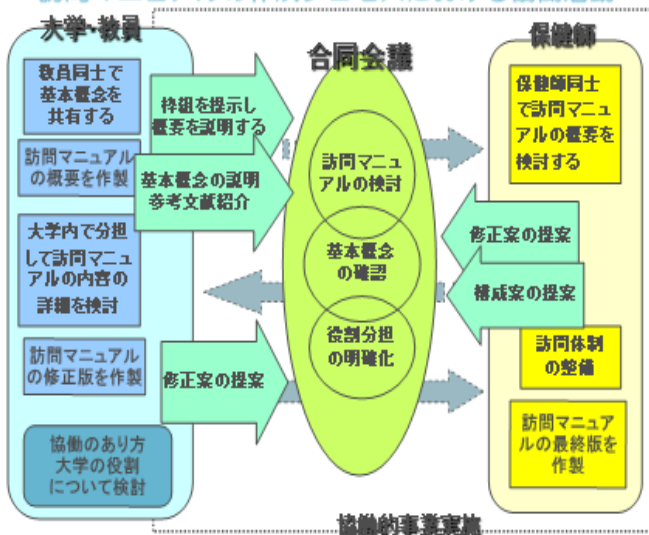 大学・教員
教員同士で
基本概念を
共有する
訪問マニュアル
の概要を作製
大学内で分担
して訪問マニュ
アルの内容の
詳細を検討
訪問マニュアル
の修正版を作製
協働のあり方
大学の役割
について検討
枠組を提示し
概要を説明する
基本概念の説明
参考文献紹介
修正案の提案
合同会議
訪問マニュ
アルの検討
基本概念
の確認
役割分担
の明確化
修正案の提案
構成案の提案
保健師
保健師同士
で訪問マニュ
アルの概要を
検討する
訪問体制
の整備
訪問マニュア
ルの最終版を
作製
協働的事業実施